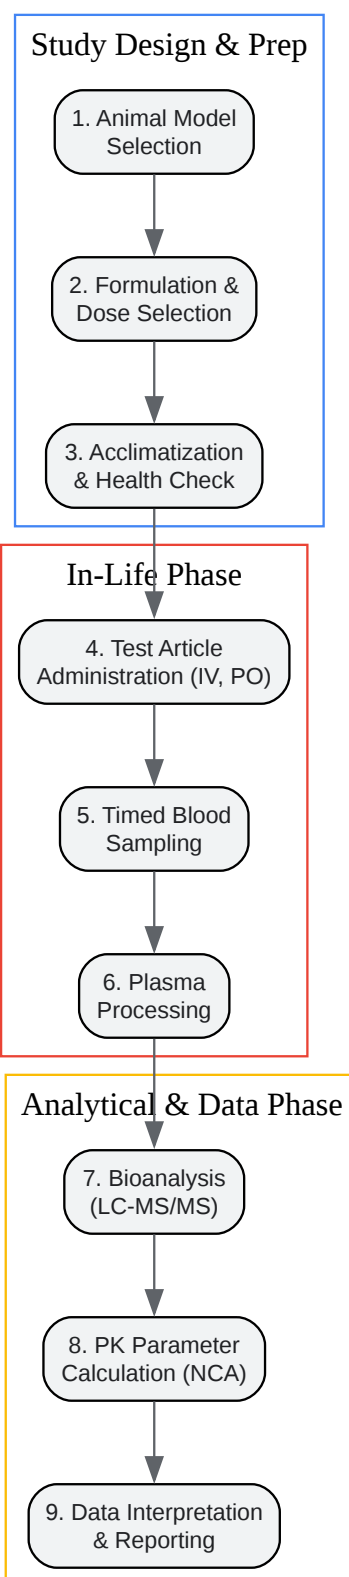 Study Design & Prep
1. Animal Model
Selection
2. Formulation &
Dose Selection
3. Acclimatization
& Health Check
In-Life Phase
4. Test Article
Administration (IV, PO)
5. Timed Blood
Sampling
6. Plasma
Processing
Analytical & Data Phase
7. Bioanalysis
(LC-MS/MS)
8. PK Parameter
Calculation (NCA)
9. Data Interpretation
& Reporting